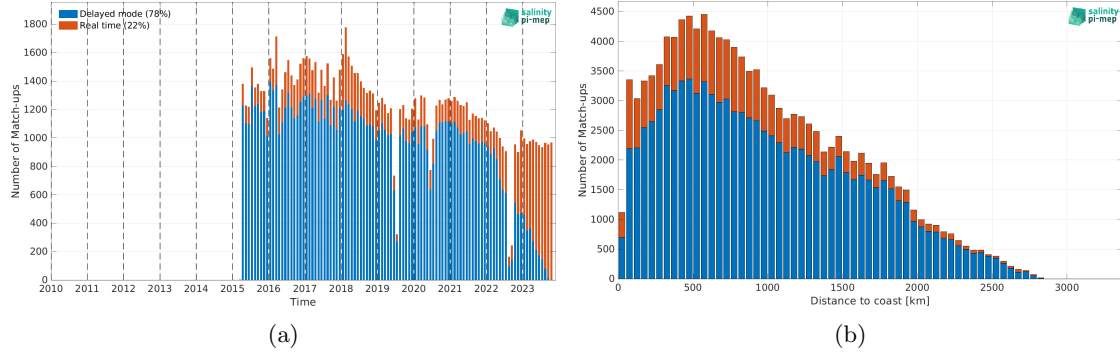 Delayed mode (78%)
Real time (22%)
salinity
pi-mep
Number of Match-ups
1800
1600
1400
1200
1000
800
600
400
200
0
2010 2011 2012 2013 2014 2015 2016 2017 2018 2019 2020 2021 2022 2023
Time
(a)
salinity
pi-mep
Number of Match-ups
4500
4000
3500
3000
2500
2000
1500
1000
500
0
0 500 1000 1500 2000 2500 3000
Distance to coast [km]
(b)